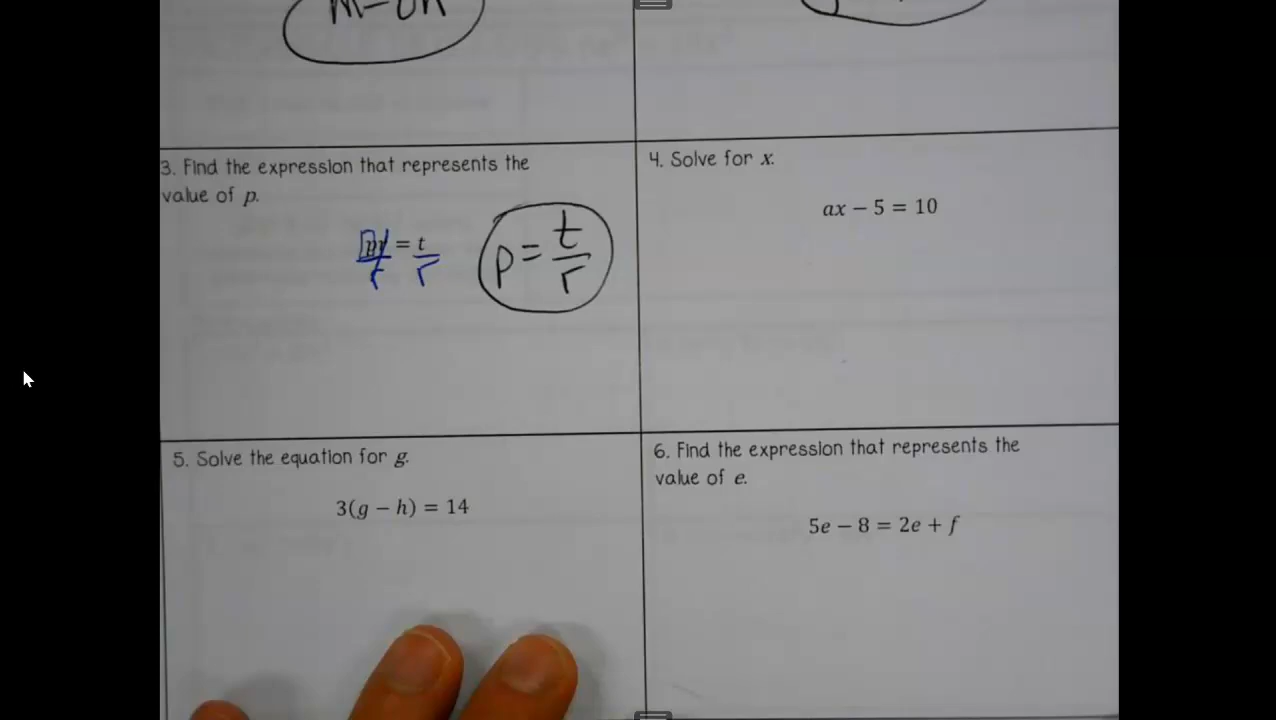 3. Find the expression that represents the
value of p.
= t
r r
p = t/r
4. Solve for x.
ax − 5 = 10
5. Solve the equation for g.
3(g − h) = 14
6. Find the expression that represents the
value of e.
5e − 8 = 2e + f